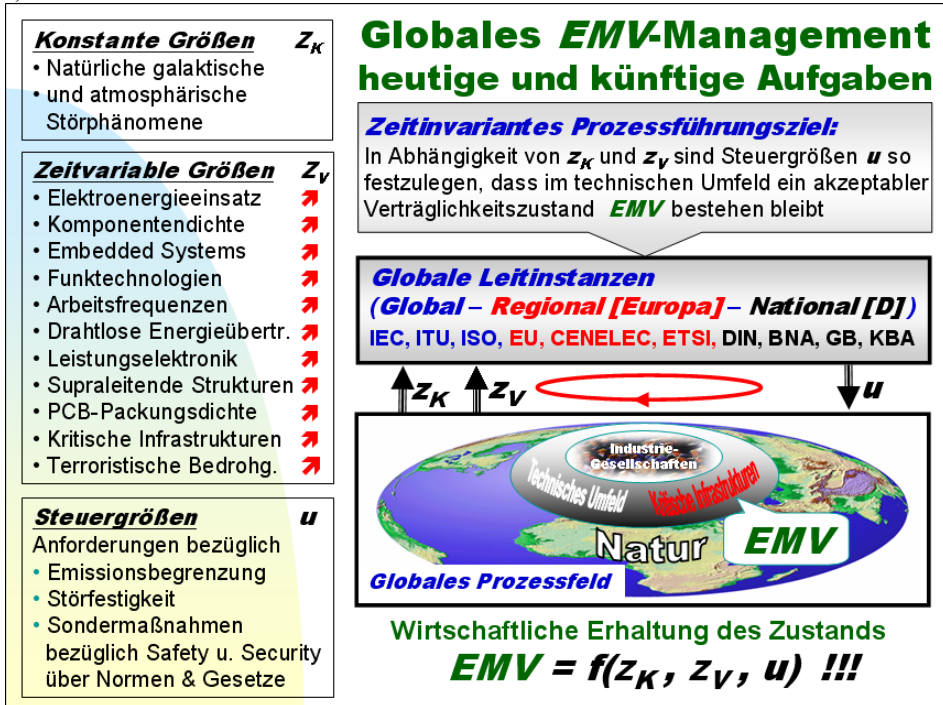 Konstante Größen z_K
• Natürliche galaktische
• und atmosphärische
Störphänomene
Zeitvariable Größen z_V
• Elektroenergieeinsatz
• Komponentendichte
• Embedded Systems
• Funktechnologien
• Arbeitsfrequenzen
• Drahtlose Energieübertr.
• Leistungselektronik
• Supraleitende Strukturen
• PCB-Packungsdichte
• Kritische Infrastrukturen
• Terroristische Bedrohg.
Steuergrößen u
Anforderungen bezüglich
• Emissionsbegrenzung
• Störfestigkeit
• Sondermaßnahmen
bezüglich Safety u. Security
über Normen & Gesetze
Globales EMV-Management
heutige und künftige Aufgaben
Zeitinvariantes Prozessführungsziel:
In Abhängigkeit von z_K und z_V sind Steuergrößen u so
festzulegen, dass im technischen Umfeld ein akzeptabler
Verträglichkeitszustand EMV bestehen bleibt
Globale Leitinstanzen
(Global – Regional [Europa] – National [D] )
IEC, ITU, ISO, EU, CENELEC, ETSI, DIN, BNA, GB, KBA
z_K z_V u
Industrie-
Gesellschaften
Technisches Umfeld Kritische Infrastrukturen
Natur
EMV
Globales Prozessfeld
Wirtschaftliche Erhaltung des Zustands
EMV = f(z_K , z_V , u) !!!